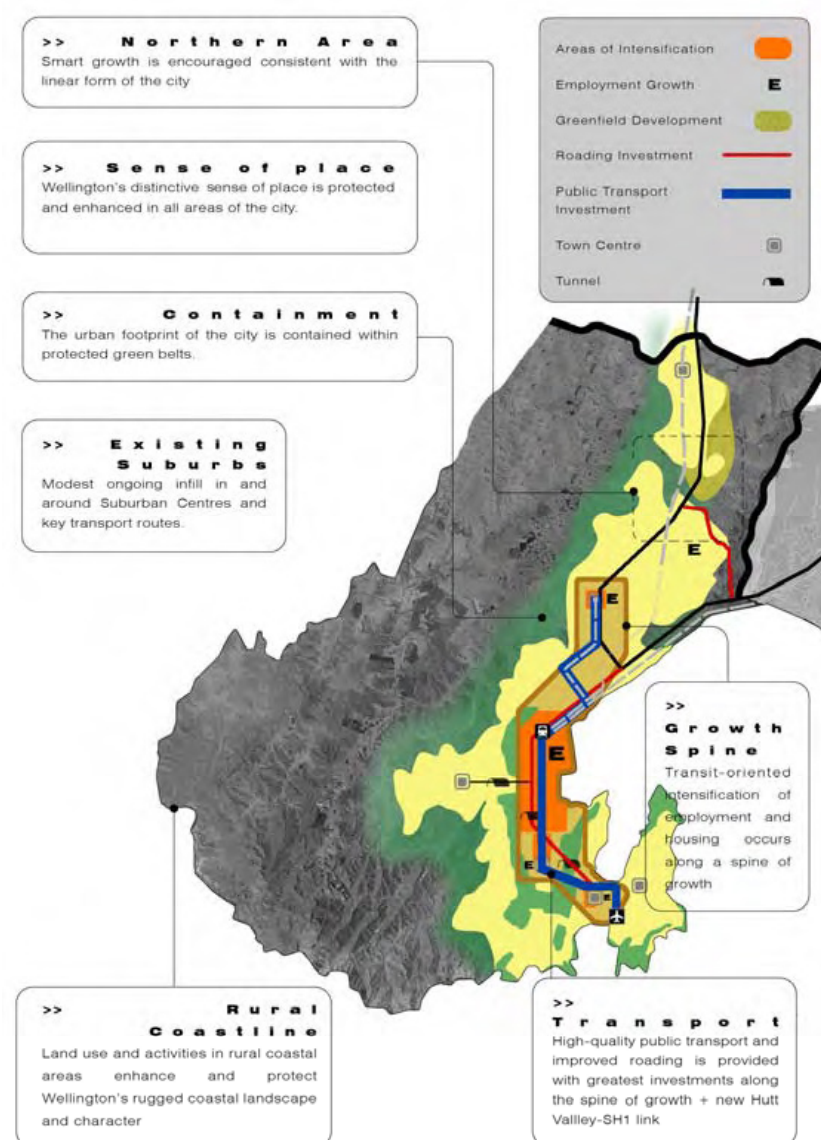 >> Northern Area
Smart growth is encouraged consistent with the
linear form of the city
>> Sense of place
Wellington's distinctive sense of place is protected
and enhanced in all areas of the city.
>> Containment
The urban footprint of the city is contained within
protected green belts.
>> Existing
Suburbs
Modest ongoing infill in and
around Suburban Centres and
key transport routes.
Areas of Intensification
Employment Growth E
Greenfield Development
Roading Investment
Public Transport
Investment
Town Centre
Tunnel
E
E
E
E
E
>>
Growth
Spine
Transit-oriented
intensification of
employment and
housing occurs
along a spine of
growth
>> Rural
Coastline
Land use and activities in rural coastal
areas enhance and protect
Wellington's rugged coastal landscape
and character
>>
Transport
High-quality public transport and
improved roading is provided
with greatest investments along
the spine of growth + new Hutt
Vallley-SH1 link